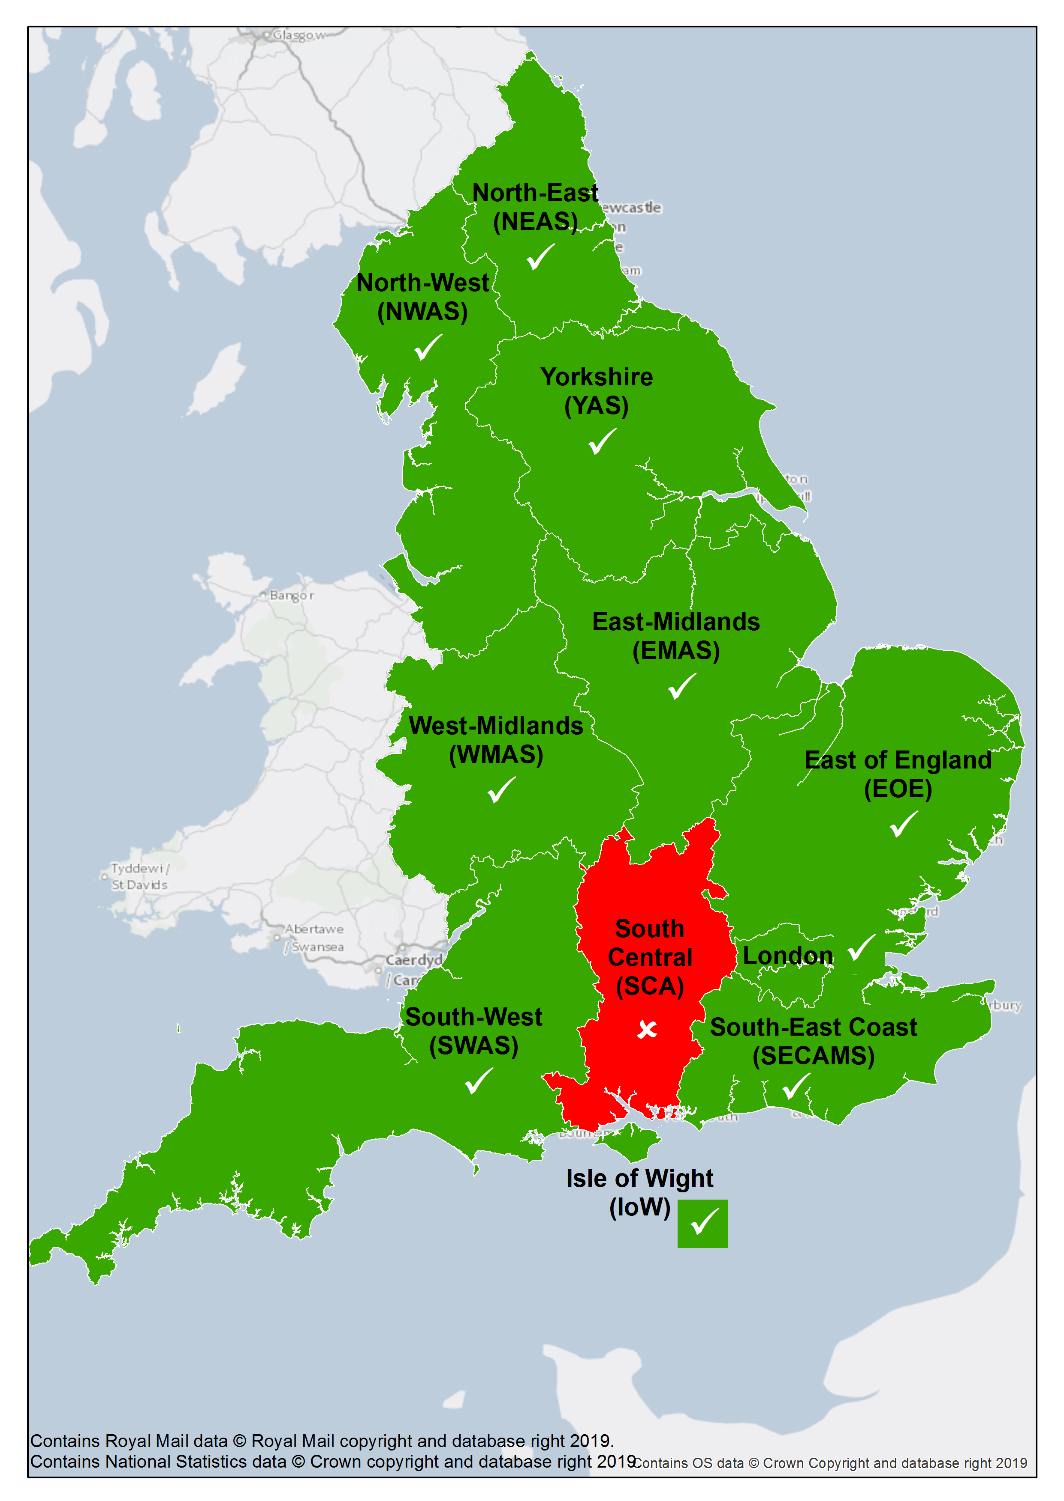 Glasgow
North-East
(NEAS)
ewcastle
North-West
(NWAS)
Yorkshire
(YAS)
Bangor
East-Midlands
(EMAS)
West-Midlands
(WMAS)
East of England
(EOE)
Tyddewi /
St Davids
South
Central
(SCA)
Abertawe
/ Swansea
London
Caerdyd
/ Car
South-West
(SWAS)
South-East Coast
(SECAMS)
Isle of Wight
(IoW)
Contains Royal Mail data © Royal Mail copyright and database right 2019.
Contains National Statistics data © Crown copyright and database right 2019.
Contains OS data © Crown Copyright and database right 2019